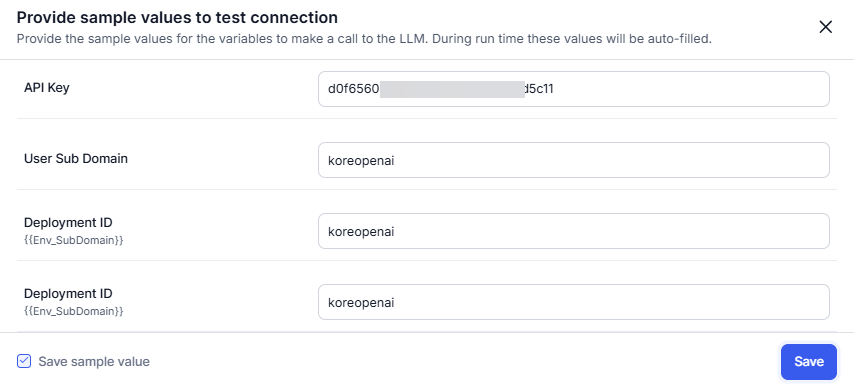 Provide sample values to test connection
Provide the sample values for the variables to make a call to the LLM. During run time these values will be auto-filled.
API Key
d0f6560 d5c11
User Sub Domain
koreopenai
Deployment ID
{{Env_SubDomain}}
koreopenai
Deployment ID
{{Env_SubDomain}}
koreopenai
Save sample value
Save